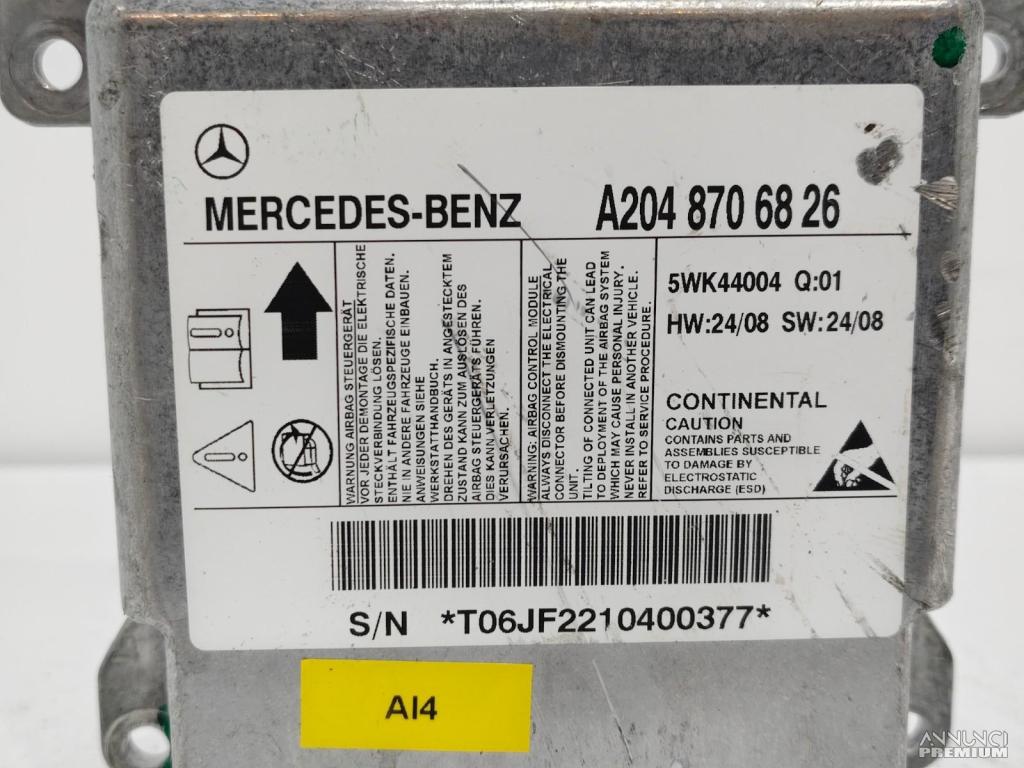 MERCEDES-BENZ
A204 870 68 26
WARNUNG AIRBAG STEUERGERÄT
VOR JEDER DEMONTAGE DIE ELEKTRISCHE
STECKVERBINDUNG LÖSEN.
ENTHÄLT FAHRZEUGSPEZIFISCHE DATEN.
NIE IN ANDERE FAHRZEUGE EINBAUEN.
ANWEISUNGEN SIEHE
WERKSTATTHANDBUCH.
DREHEN DES GERÄTS IN ANGESTECKTEM
ZUSTAND KANN ZUM AUSLÖSEN DES
AIRBAG STEUERGERÄTS FÜHREN.
DIES KANN VERLETZUNGEN
VERURSACHEN.
WARNING: AIRBAG CONTROL MODULE
ALWAYS DISCONNECT THE ELECTRICAL
CONNECTOR BEFORE DISMOUNTING THE
UNIT.
TILTING OF CONNECTED UNIT CAN LEAD
TO DEPLOYMENT OF THE AIRBAG SYSTEM
WHICH MAY CAUSE PERSONAL INJURY.
NEVER INSTALL IN ANOTHER VEHICLE.
REFER TO SERVICE PROCEDURE.
5WK44004 Q:01
HW:24/08 SW:24/08
CONTINENTAL
CAUTION
CONTAINS PARTS AND
ASSEMBLIES SUSCEPTIBLE
TO DAMAGE BY
ELECTROSTATIC
DISCHARGE (ESD)
S/N *T06JF2210400377*
AI4
ANNUNCI
PREMIUM